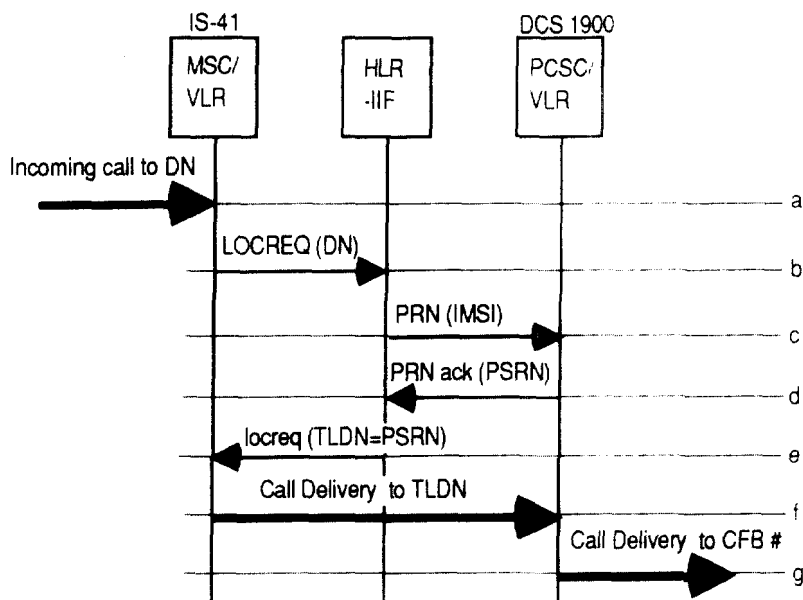 IS-41
DCS 1900
MSC/
VLR
HLR
-IIF
PCSC/
VLR
Incoming call to DN
a
LOCREQ (DN)
b
PRN (IMSI)
c
PRN ack (PSRN)
d
locreq (TLDN=PSRN)
e
Call Delivery to TLDN
f
Call Delivery to CFB #
g